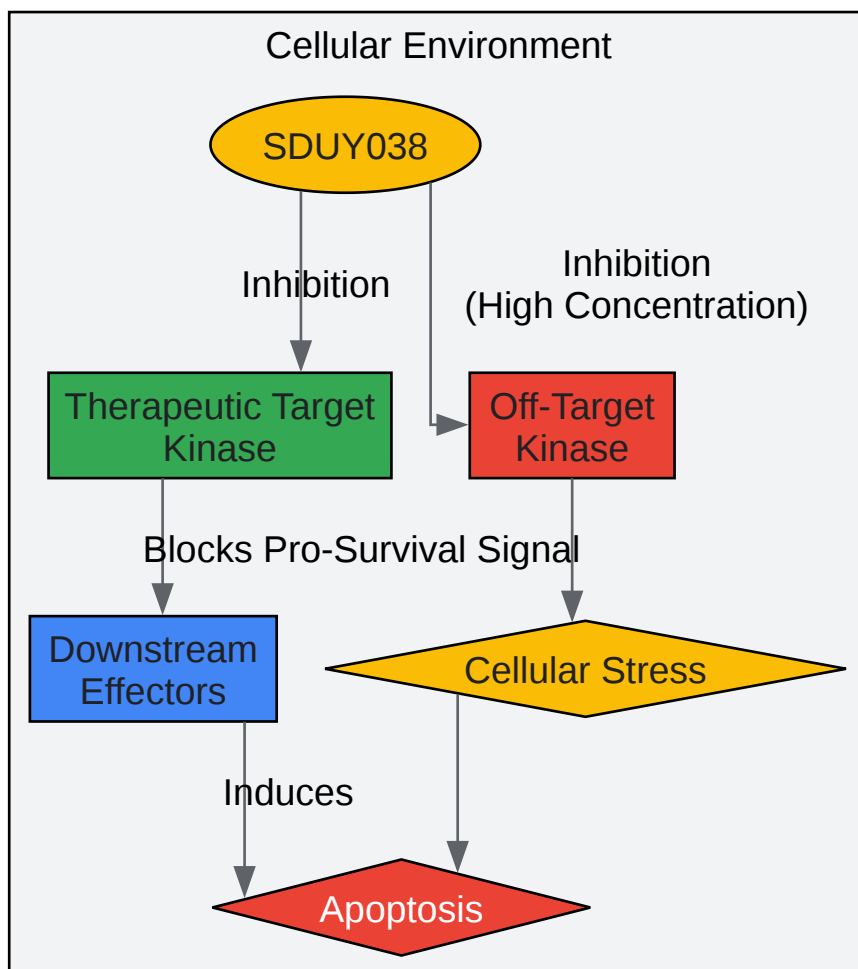 Cellular Environment
SDUY038
Inhibition
Inhibition
(High Concentration)
Therapeutic Target
Kinase
Off-Target
Kinase
Blocks Pro-Survival Signal
Downstream
Effectors
Cellular Stress
Induces
Apoptosis